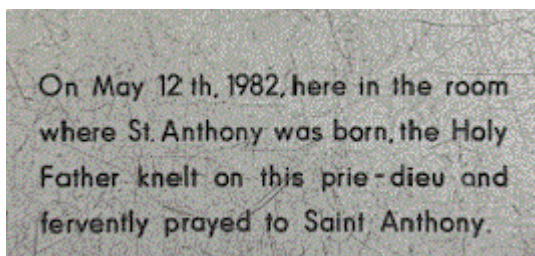 On May 12 th, 1982, here in the room
where St. Anthony was born, the Holy
Father knelt on this prie-dieu and
fervently prayed to Saint Anthony.